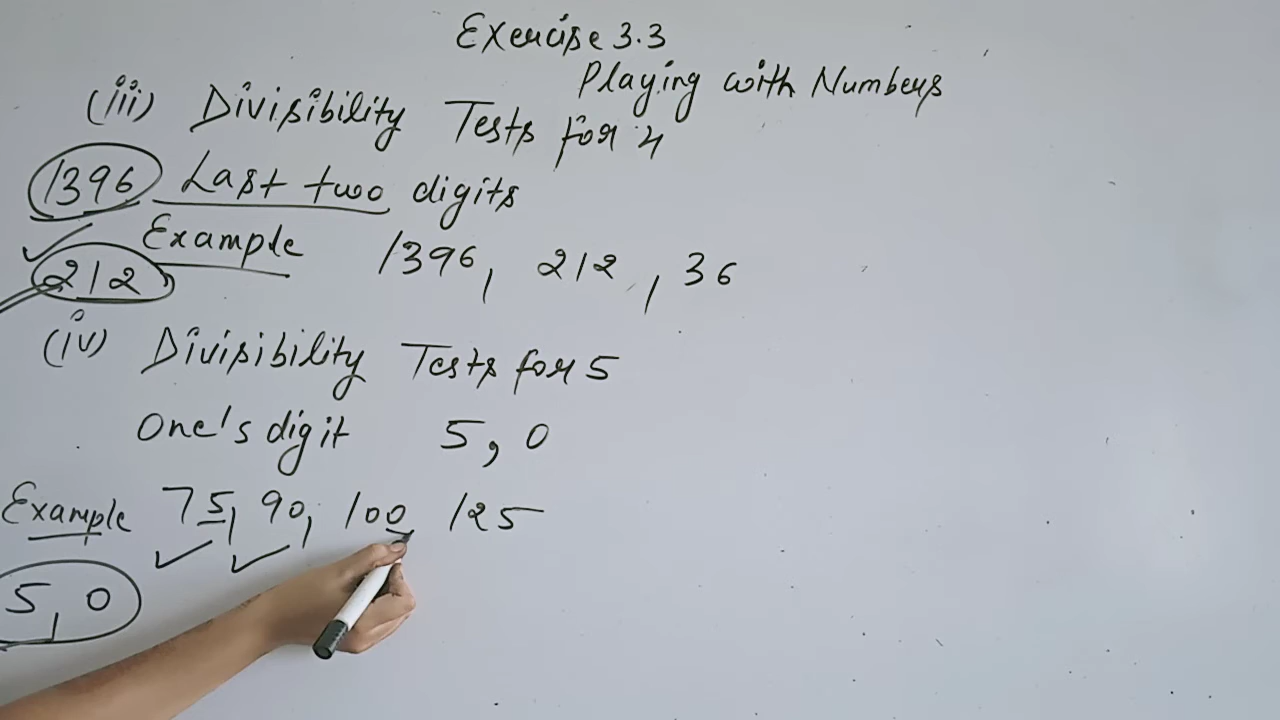 Exercise 3.3
Playing with Numbers
(iii) Divisibility Tests for 4
1396 Last two digits
Example 1396, 212, 36
212
(iv) Divisibility Tests for 5
One's digit 5, 0
Example 75, 90, 100 125
5, 0